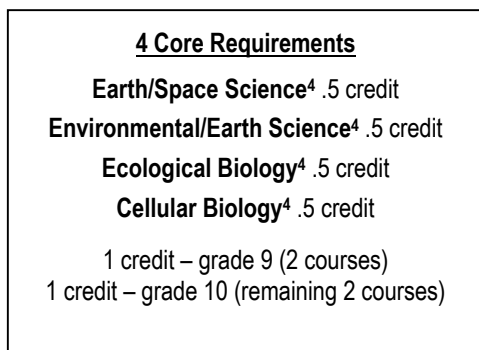 4 Core Requirements
Earth/Space Science⁴ .5 credit
Environmental/Earth Science⁴ .5 credit
Ecological Biology⁴ .5 credit
Cellular Biology⁴ .5 credit
1 credit – grade 9 (2 courses)
1 credit – grade 10 (remaining 2 courses)